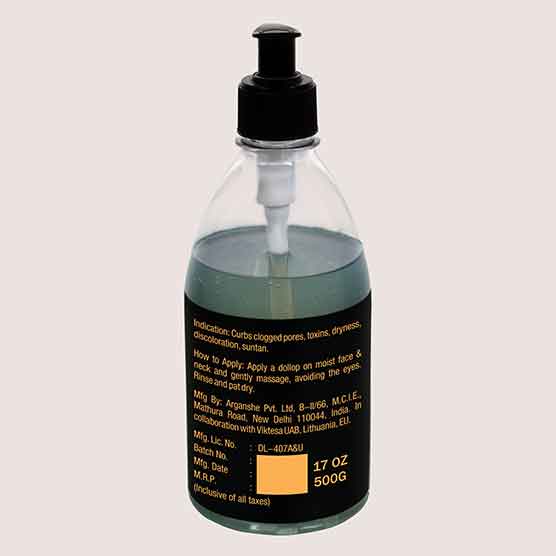 Indication: Curbs clogged pores, toxins, dryness,
discoloration, suntan.
How to Apply: Apply a dollop on moist face &
neck and gently massage, avoiding the eyes.
Rinse and pat dry.
Mfg By: Arganshe Pvt. Ltd, B-II/66, M.C.I.E.,
Mathura Road, New Delhi 110044, India. In
collaboration with Viktesa UAB, Lithuania, EU.
Mfg. Lic. No. : DL-407A&U
Batch No. :
Mfg. Date :
M.R.P. :
(Inclusive of all taxes)
17 OZ
500G